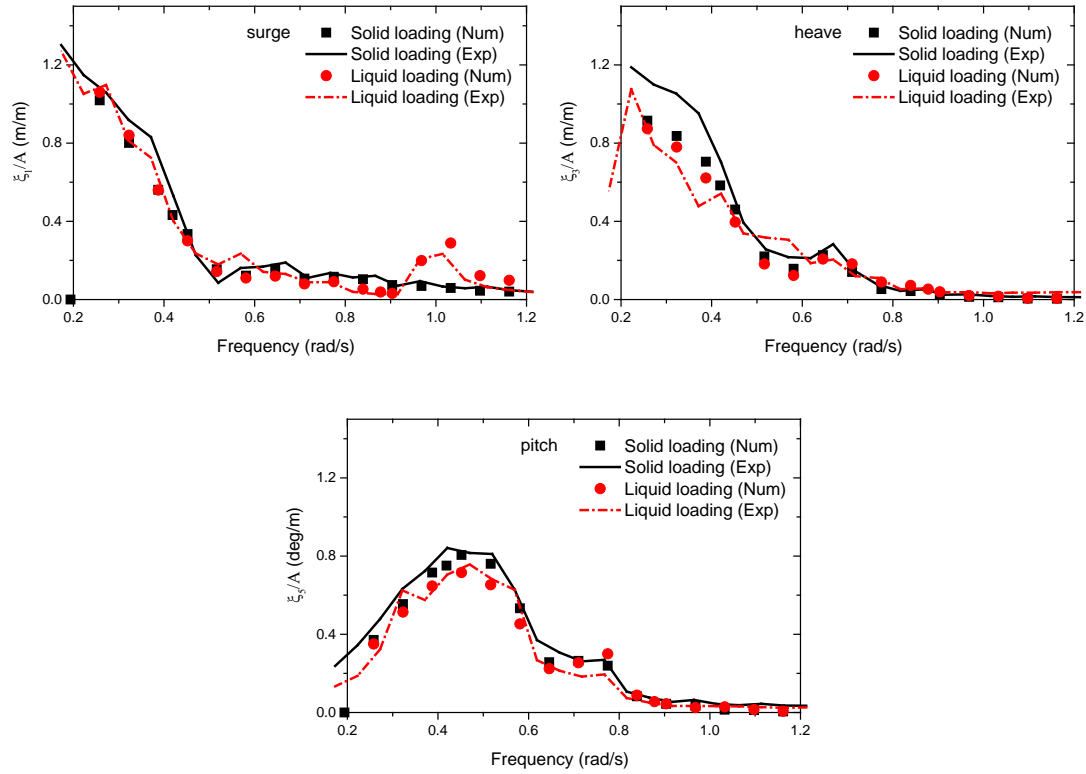 surge
Solid loading (Num)
Solid loading (Exp)
Liquid loading (Num)
Liquid loading (Exp)
ξ₁/A (m/m)
1.2
0.8
0.4
0.0
0.2 0.4 0.6 0.8 1.0 1.2
Frequency (rad/s)
heave
Solid loading (Num)
Solid loading (Exp)
Liquid loading (Num)
Liquid loading (Exp)
ξ₃/A (m/m)
1.2
0.8
0.4
0.0
0.2 0.4 0.6 0.8 1.0 1.2
Frequency (rad/s)
pitch
Solid loading (Num)
Solid loading (Exp)
Liquid loading (Num)
Liquid loading (Exp)
ξ₅/A (deg/m)
1.2
0.8
0.4
0.0
0.2 0.4 0.6 0.8 1.0 1.2
Frequency (rad/s)